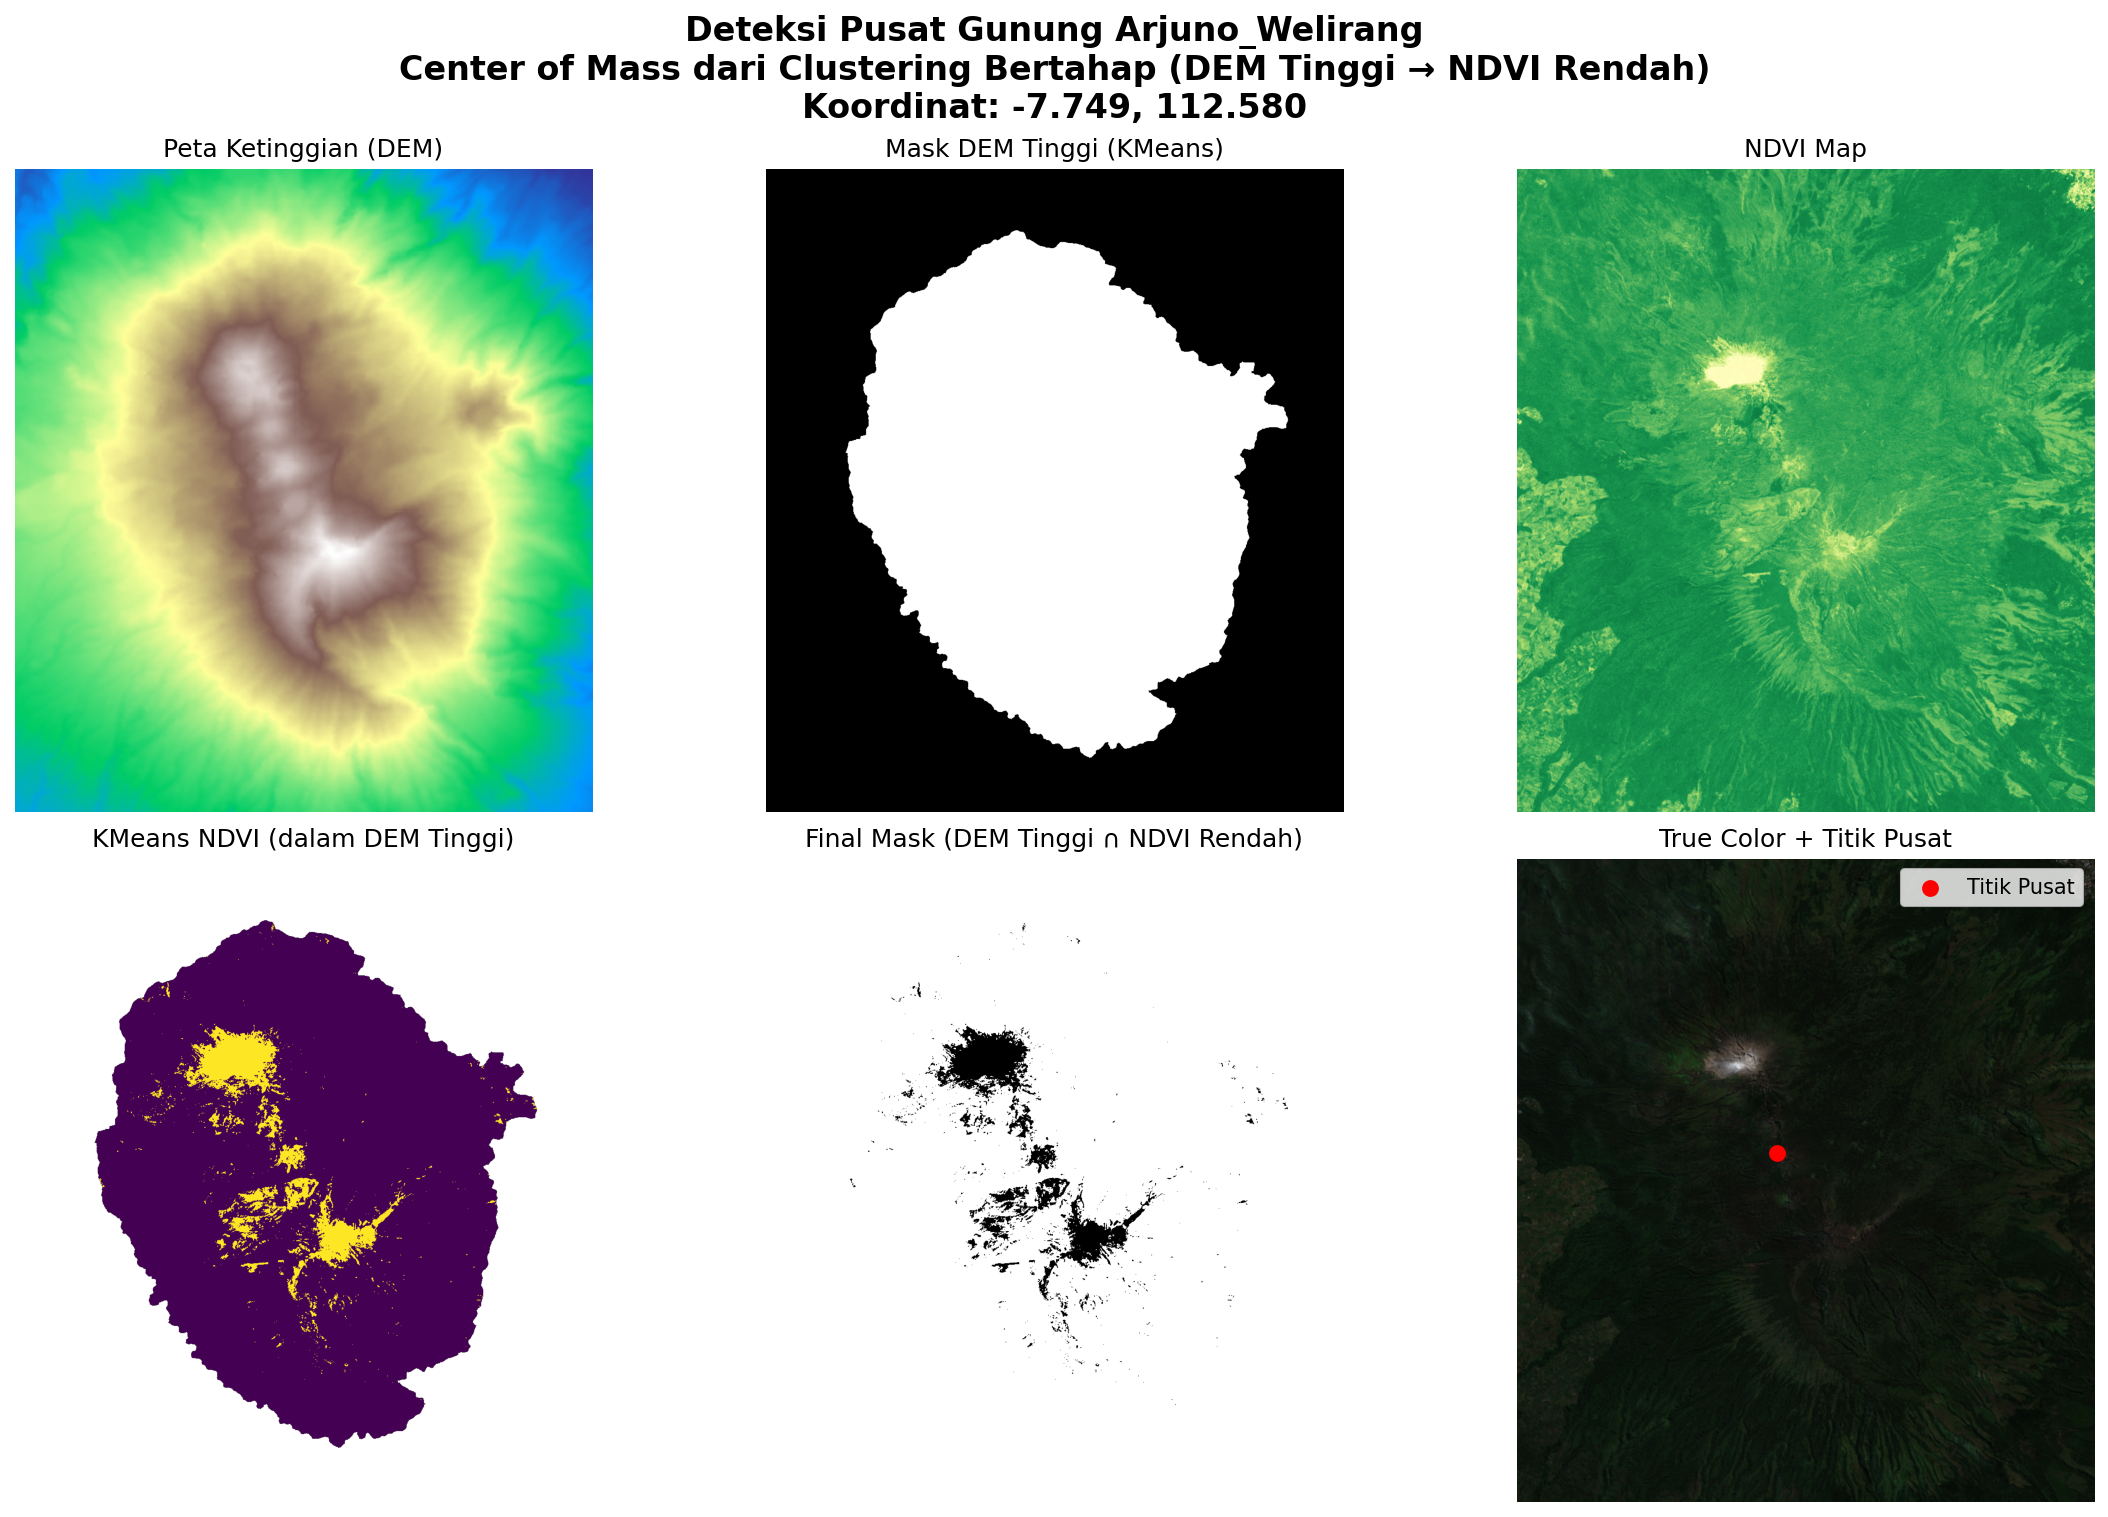 Deteksi Pusat Gunung Arjuno_Welirang
Center of Mass dari Clustering Bertahap (DEM Tinggi → NDVI Rendah)
Koordinat: -7.749, 112.580
Peta Ketinggian (DEM)
Mask DEM Tinggi (KMeans)
NDVI Map
KMeans NDVI (dalam DEM Tinggi)
Final Mask (DEM Tinggi ∩ NDVI Rendah)
True Color + Titik Pusat
Titik Pusat